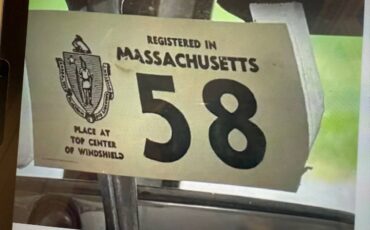 REGISTERED IN
MASSACHUSETTS
58
PLACE AT
TOP CENTER
OF WINDSHIELD